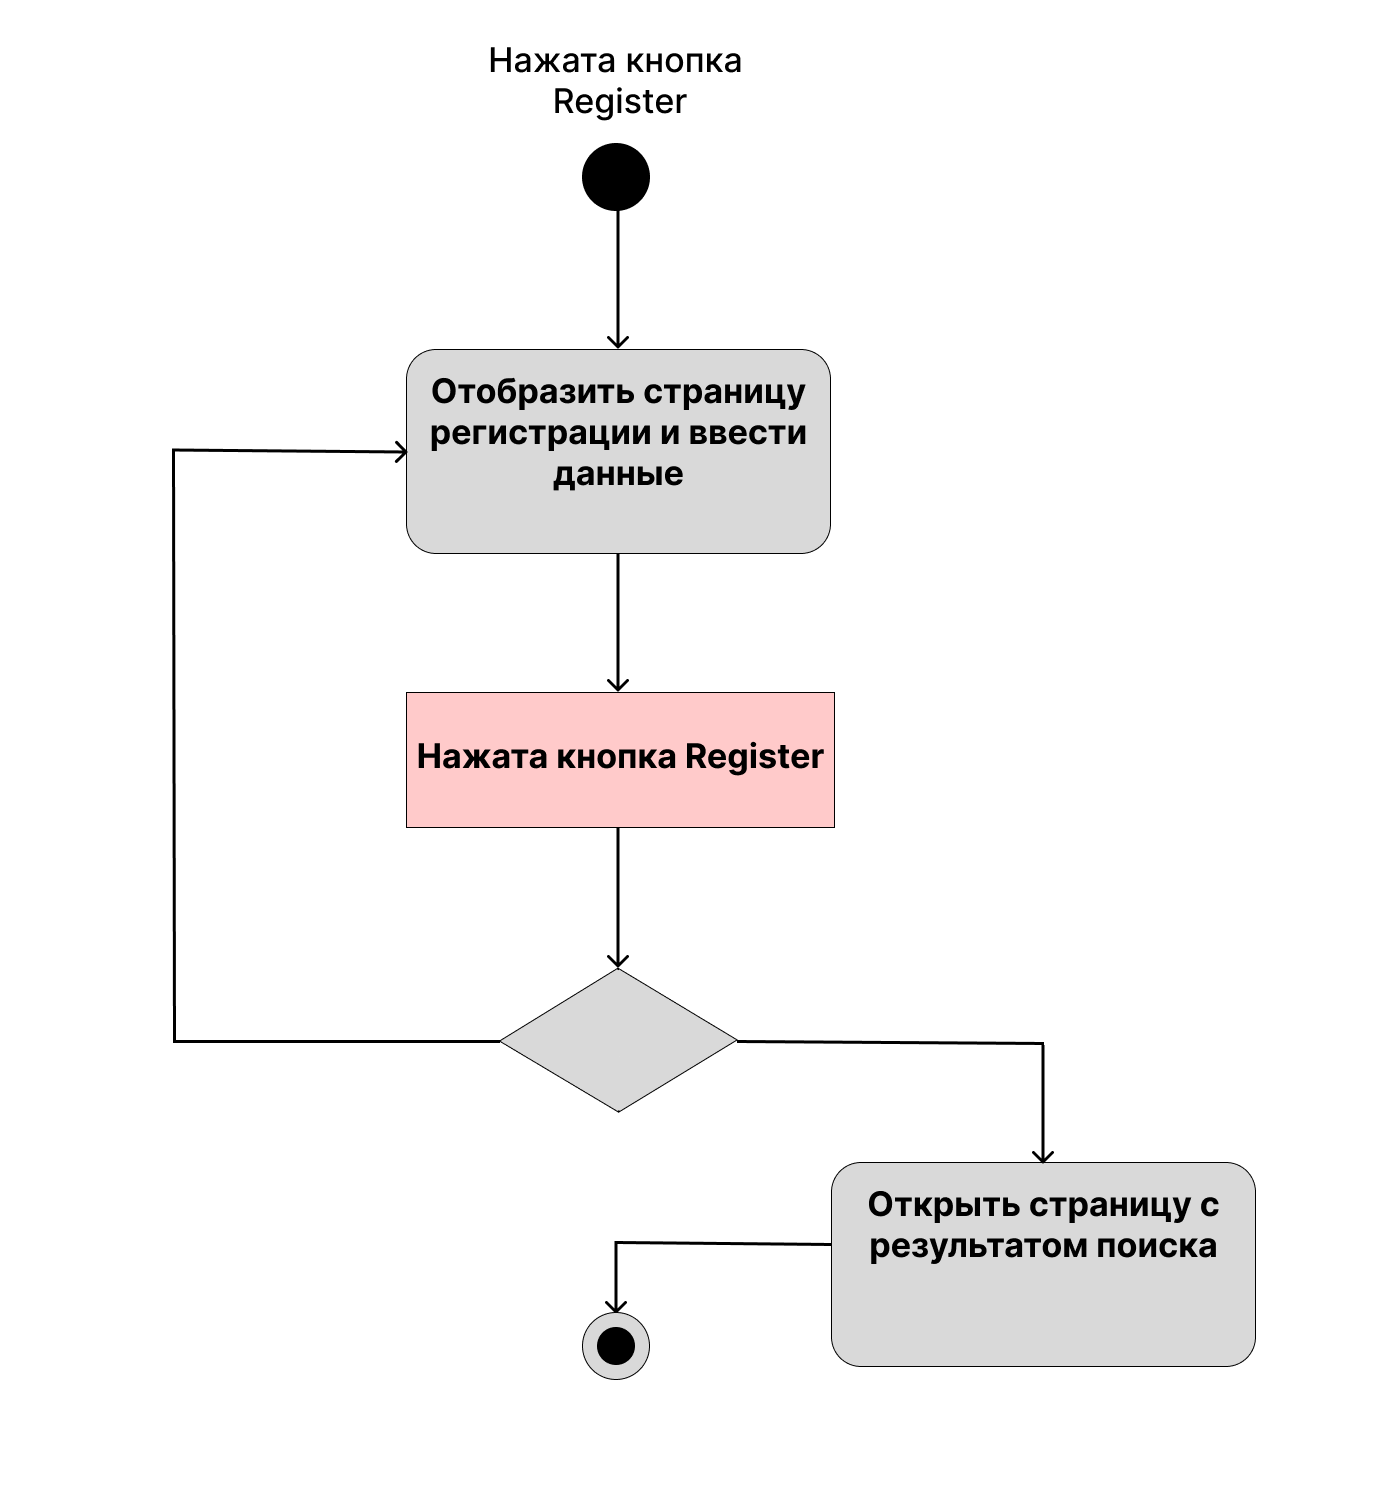 Нажата кнопка
Register
Отобразить страницу
регистрации и ввести
данные
Нажата кнопка Register
Открыть страницу с
результатом поиска